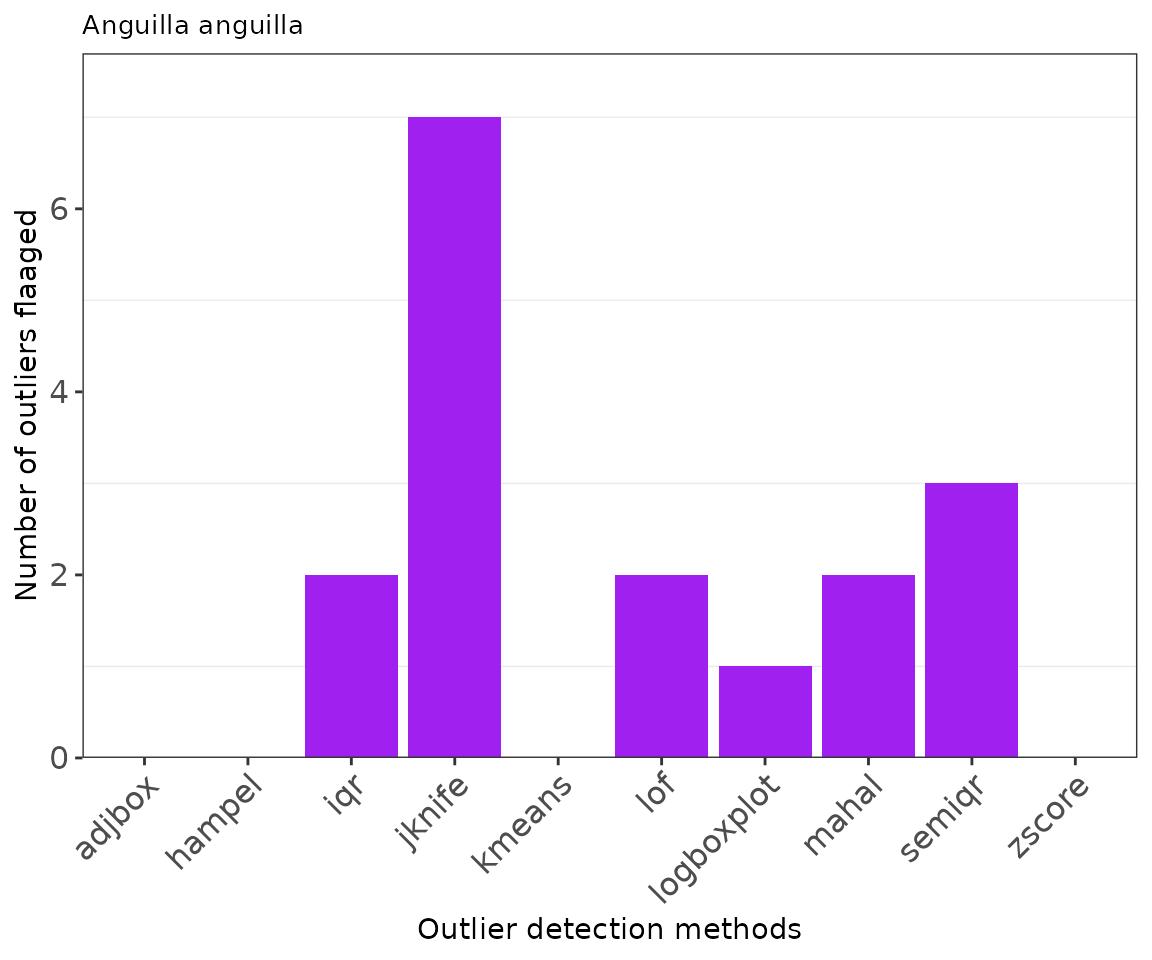 Anguilla anguilla
Number of outliers flaaged
6
4
2
0
adjbox
hampel
iqr
jknife
kmeans
lof
logboxplot
mahal
semiqr
zscore
Outlier detection methods